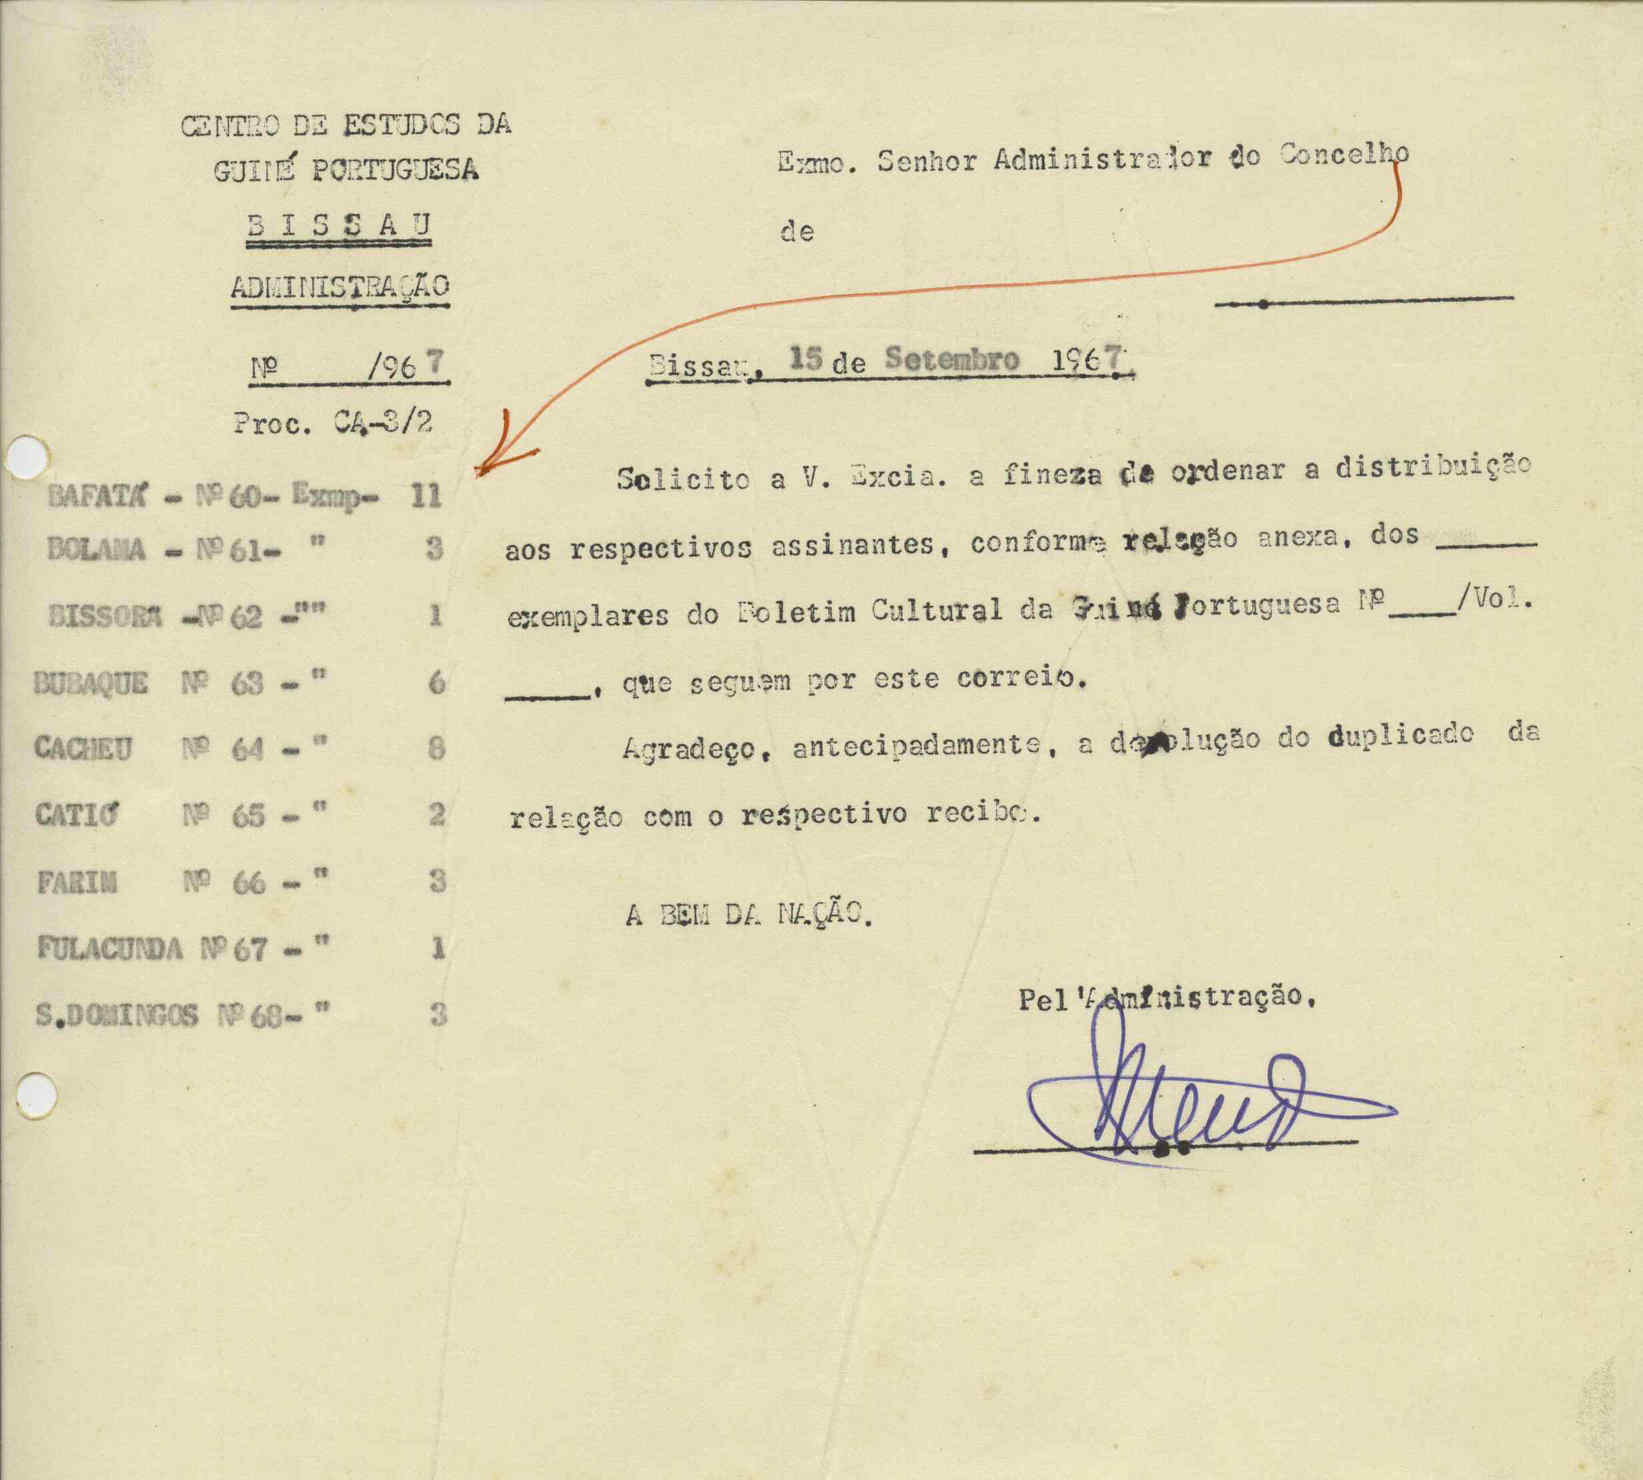 CENTRO DE ESTUDOS DA
GUINÉ PORTUGUESA
B I S S A U
ADMINISTRAÇÃO
Nº /967
Proc. CA-3/2
Exmo. Senhor Administrador do Concelho
de
Bissau, 15 de Setembro 1967.
BAFATÁ - Nº 60- Exmp- 11
BOLAMA - Nº 61- " 3
BISSORA -Nº 62 -"" 1
BUBAQUE Nº 63 -" 6
CACHEU Nº 64 -" 8
CATIÓ Nº 65 -" 2
FARIM Nº 66 -" 3
FULACUNDA Nº 67 -" 1
S.DOMINGOS Nº 68-" 3
Solicito a V. Excia. a fineza de ordenar a distribuição
aos respectivos assinantes, conforme relação anexa, dos _____
exemplares do Boletim Cultural da Guiné Portuguesa Nº____/Vol.
_____, que seguem por este correio.
Agradeço, antecipadamente, a devolução do duplicado da
relação com o respectivo recibo.
A BEM DA NAÇÃO.
Pel'Administração,